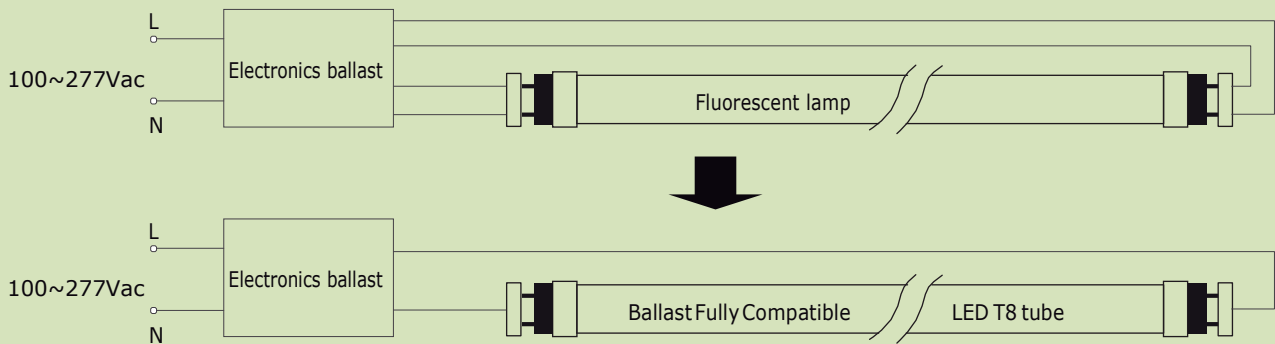 L
100~277Vac
N
Electronics ballast
Fluorescent lamp
L
100~277Vac
N
Electronics ballast
Ballast Fully Compatible
LED T8 tube